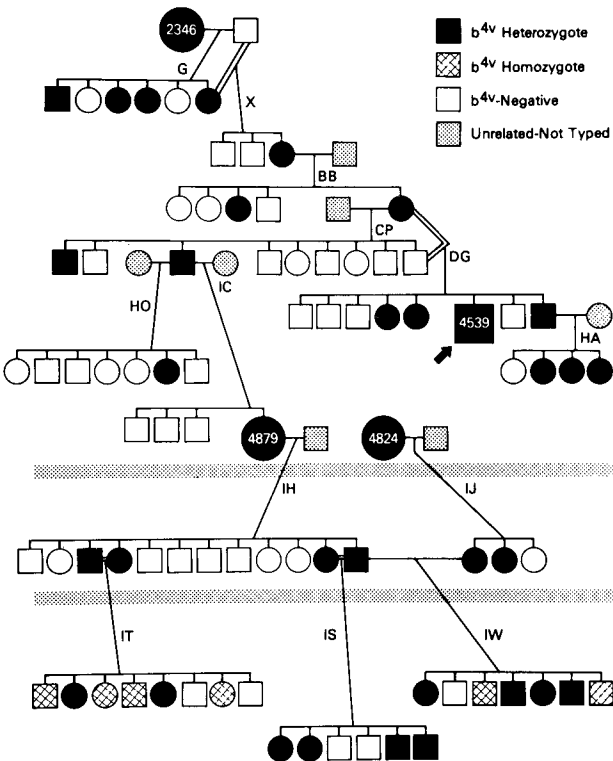 2346
b4v Heterozygote
G
b4v Homozygote
X
b4v-Negative
Unrelated-Not Typed
BB
CP
DG
HO
IC
4539
HA
4879
4824
IH
IJ
IT
IS
IW